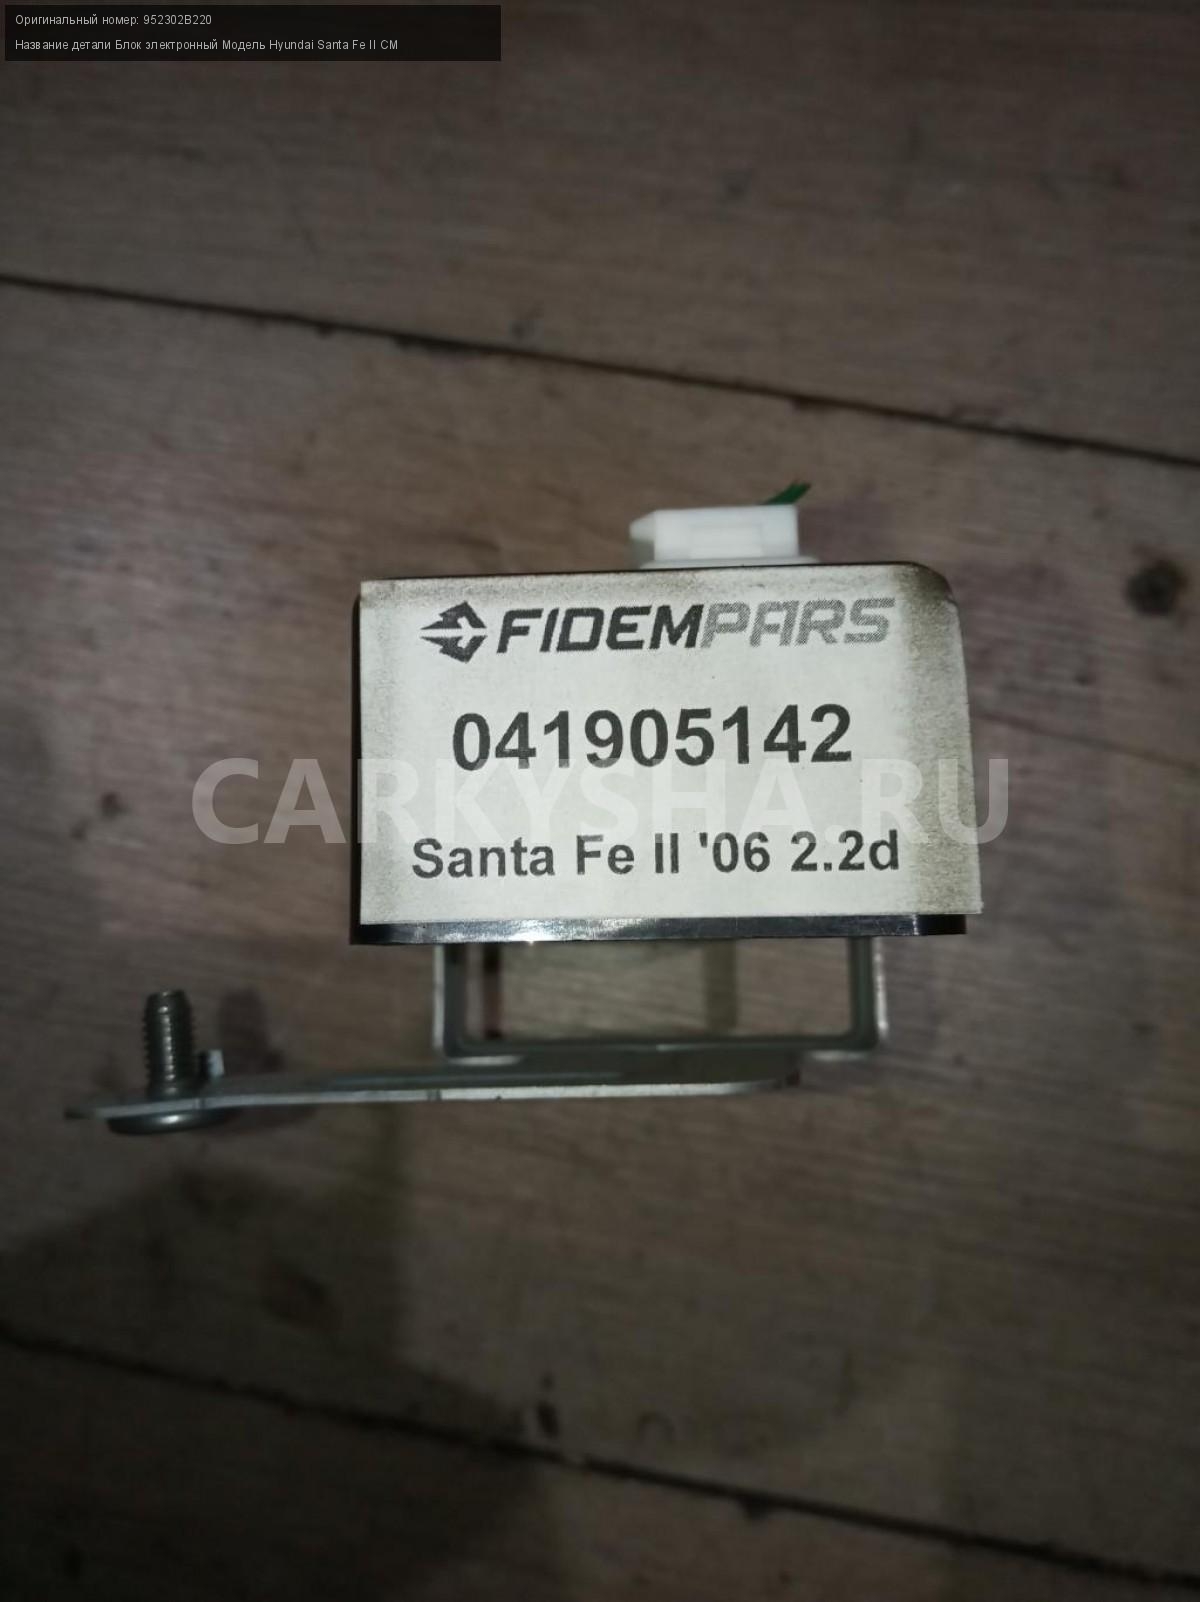 Оригинальный номер: 952302B220
Название детали Блок электронный Модель Hyundai Santa Fe II CM
FIDEMPARS
041905142
CARKYSHA.RU
Santa Fe II '06 2.2d